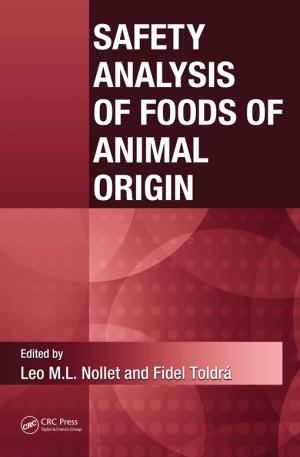 SAFETY
ANALYSIS
OF FOODS OF
ANIMAL
ORIGIN
Edited by
Leo M.L. Nollet and Fidel Toldrá
CRC
CRC Press
Taylor & Francis Group